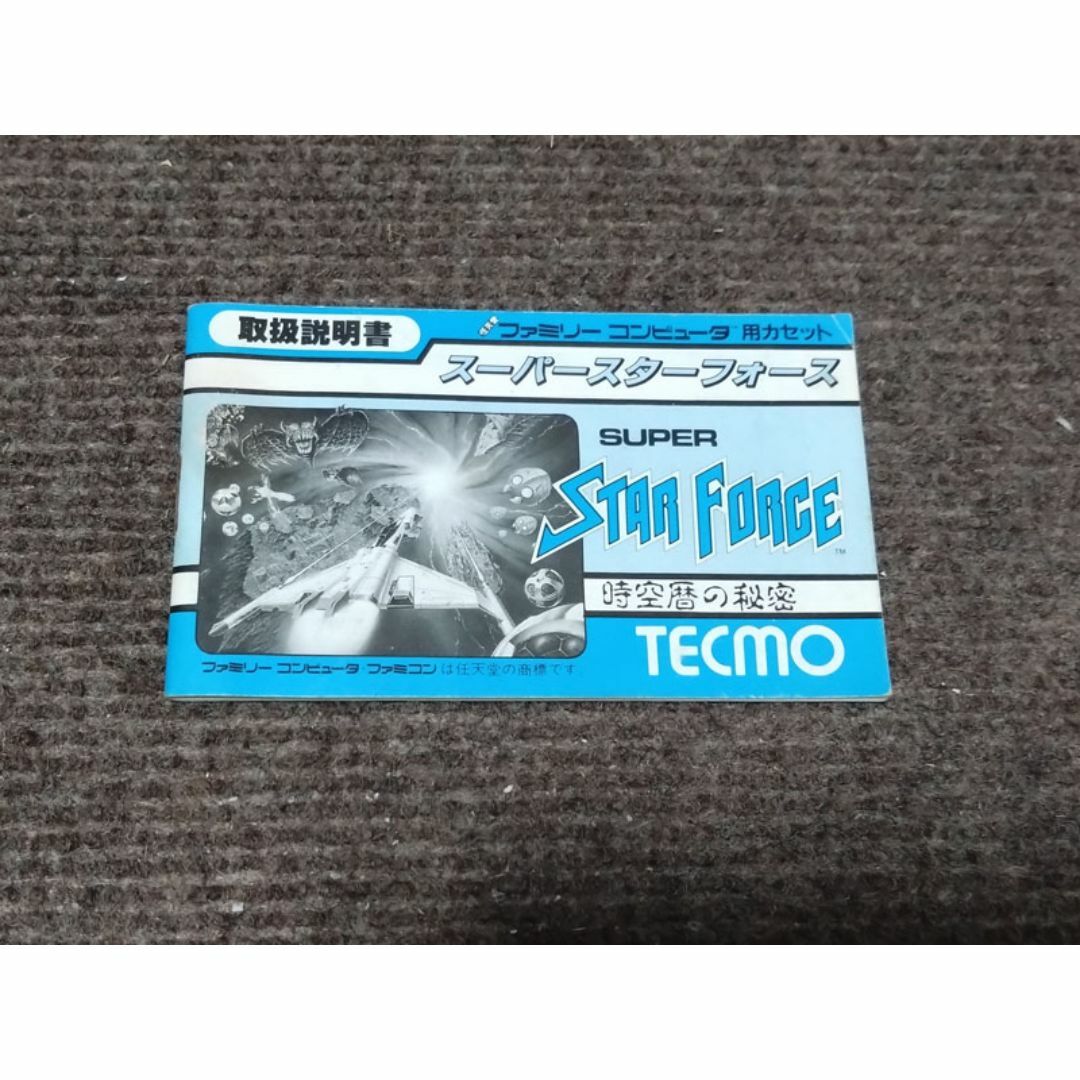 取扱説明書
ファミリー コンピュータ™用カセット
スーパースターフォース
SUPER
STAR FORCE™
時空暦の秘密
TECMO
ファミリー コンピュータ ファミコンは任天堂の商標です。